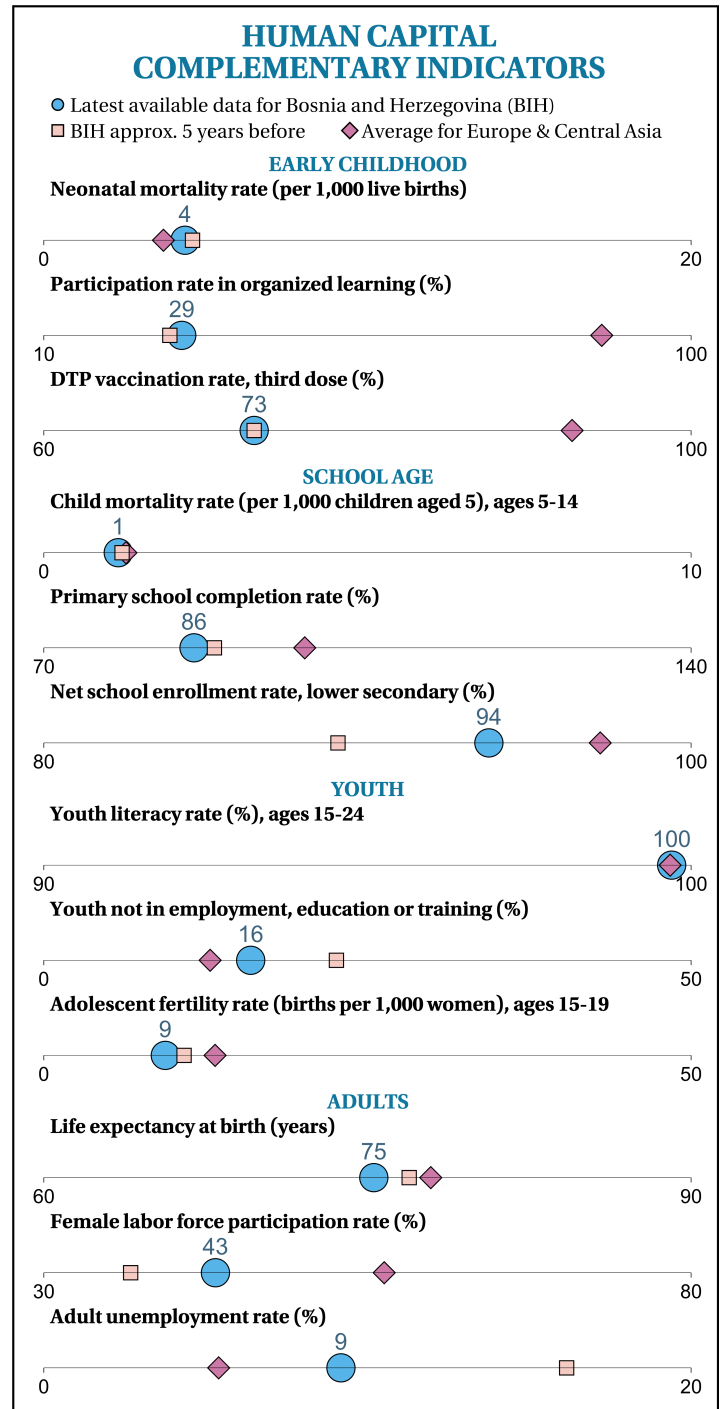 HUMAN CAPITAL
COMPLEMENTARY INDICATORS
Latest available data for Bosnia and Herzegovina (BIH)
BIH approx. 5 years before Average for Europe & Central Asia
EARLY CHILDHOOD
Neonatal mortality rate (per 1,000 live births)
4
0 20
Participation rate in organized learning (%)
29
10 100
DTP vaccination rate, third dose (%)
73
60 100
SCHOOL AGE
Child mortality rate (per 1,000 children aged 5), ages 5-14
1
0 10
Primary school completion rate (%)
86
70 140
Net school enrollment rate, lower secondary (%)
94
80 100
YOUTH
Youth literacy rate (%), ages 15-24
100
90 100
Youth not in employment, education or training (%)
16
0 50
Adolescent fertility rate (births per 1,000 women), ages 15-19
9
0 50
ADULTS
Life expectancy at birth (years)
75
60 90
Female labor force participation rate (%)
43
30 80
Adult unemployment rate (%)
9
0 20